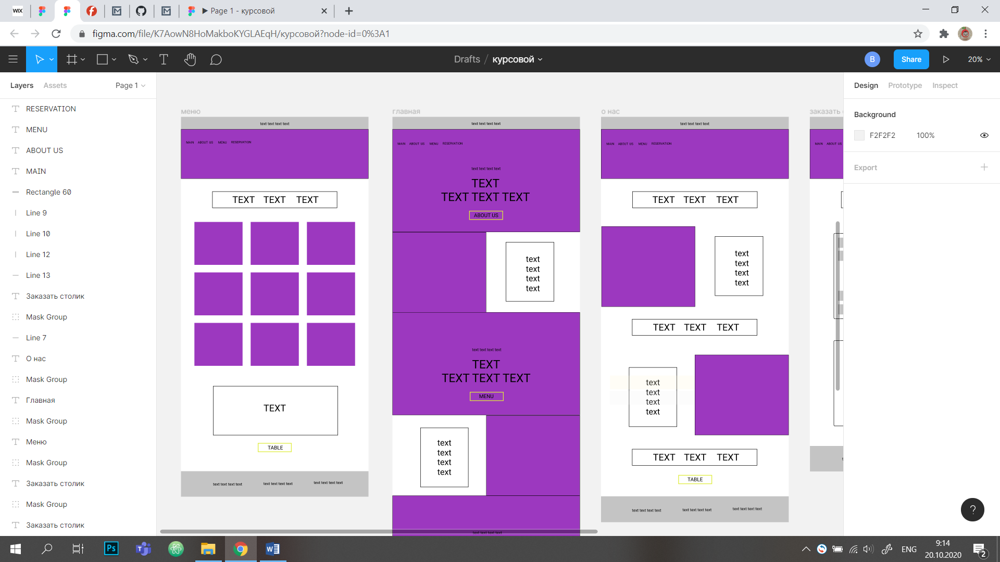 WIX
▶ Page 1 - курсовой
figma.com/file/K7AowN8HoMakboKYGLAEqH/курсовой?node-id=0%3A1
Drafts / курсовой
B
Share
20%
Layers
Assets
Page 1
RESERVATION
MENU
ABOUT US
MAIN
Rectangle 60
Line 9
Line 10
Line 12
Line 13
Заказать столик
Mask Group
Line 7
О нас
Mask Group
Главная
Mask Group
Меню
Mask Group
Заказать столик
Mask Group
Заказать столик
меню
text text text text
MAIN ABOUT US MENU RESERVATION
TEXT TEXT TEXT
TEXT
TABLE
text text text text
text text text text
text text text text
главная
text text text text
MAIN ABOUT US MENU RESERVATION
text text text text
TEXT
TEXT TEXT TEXT
ABOUT US
text
text
text
text
text text text text
TEXT
TEXT TEXT TEXT
MENU
text
text
text
text
text text text text
о нас
text text text text
MAIN ABOUT US MENU RESERVATION
TEXT TEXT TEXT
text
text
text
text
TEXT TEXT TEXT
text
text
text
text
TEXT TEXT TEXT
TABLE
text text text text
text text text text
text text text text
заказать
MAIN ABOUT US
Design
Prototype
Inspect
Background
F2F2F2
100%
Export
?
Ps
ENG
9:14
20.10.2020
2